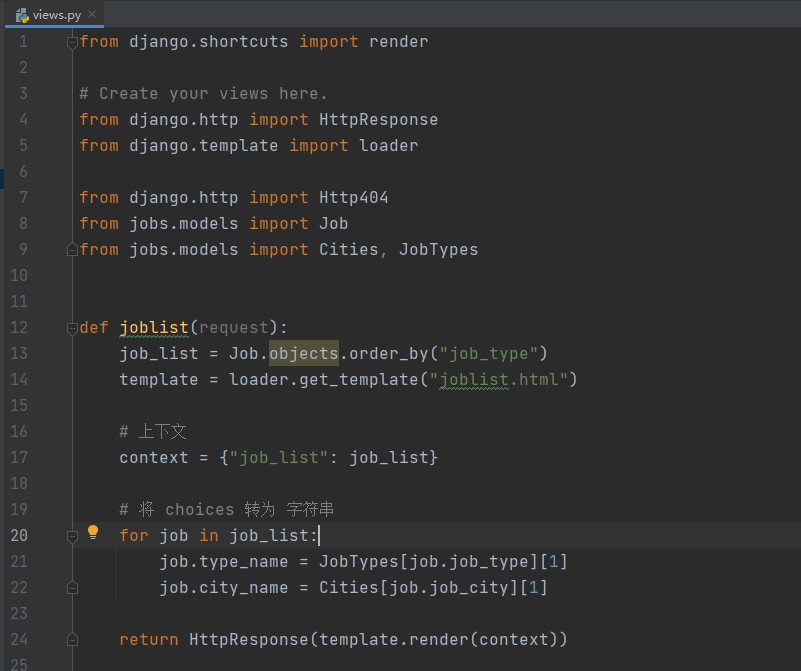 views.py
1 from django.shortcuts import render
2
3 # Create your views here.
4 from django.http import HttpResponse
5 from django.template import loader
6
7 from django.http import Http404
8 from jobs.models import Job
9 from jobs.models import Cities, JobTypes
10
11
12 def joblist(request):
13     job_list = Job.objects.order_by("job_type")
14     template = loader.get_template("joblist.html")
15
16     # 上下文
17     context = {"job_list": job_list}
18
19     # 将 choices 转为 字符串
20     for job in job_list:
21         job.type_name = JobTypes[job.job_type][1]
22         job.city_name = Cities[job.job_city][1]
23
24     return HttpResponse(template.render(context))
25